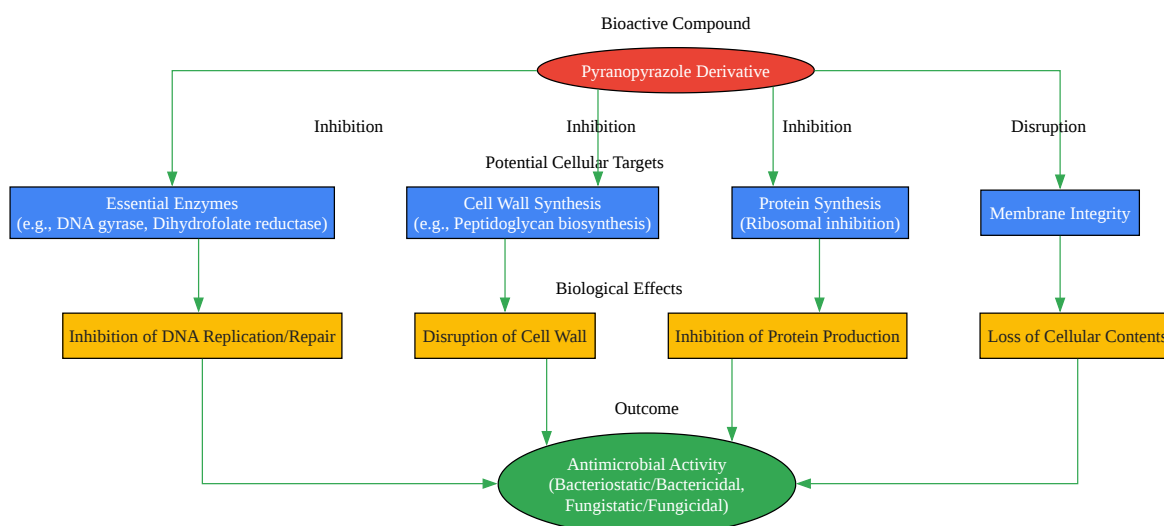 Bioactive Compound
Pyranopyrazole Derivative
Inhibition
Inhibition
Inhibition
Disruption
Potential Cellular Targets
Essential Enzymes
(e.g., DNA gyrase, Dihydrofolate reductase)
Cell Wall Synthesis
(e.g., Peptidoglycan biosynthesis)
Protein Synthesis
(Ribosomal inhibition)
Membrane Integrity
Biological Effects
Inhibition of DNA Replication/Repair
Disruption of Cell Wall
Inhibition of Protein Production
Loss of Cellular Contents
Outcome
Antimicrobial Activity
(Bacteriostatic/Bactericidal,
Fungistatic/Fungicidal)